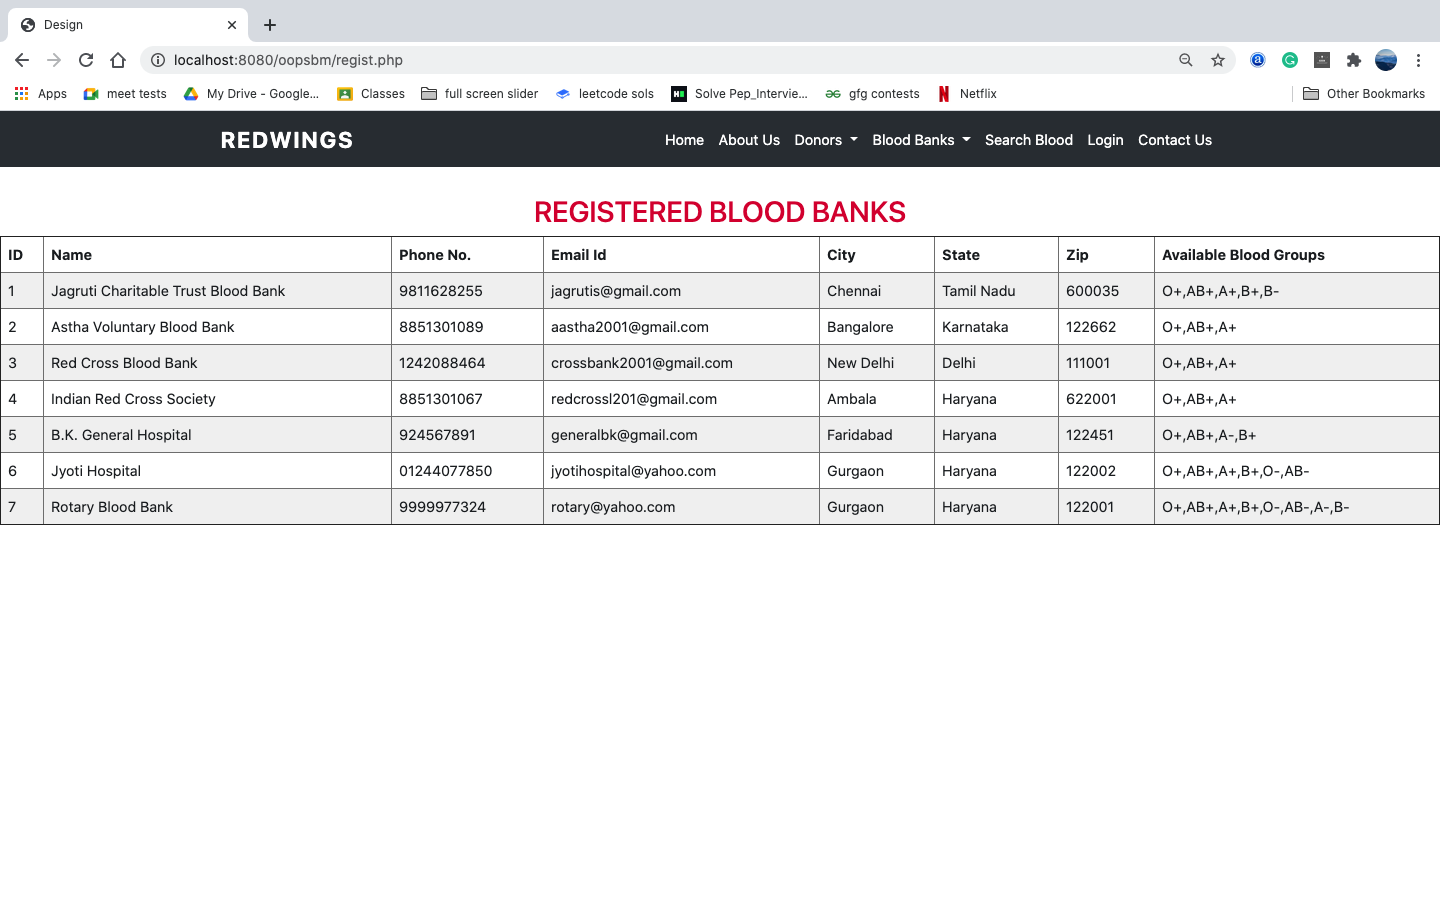 Design
localhost:8080/oopsbm/regist.php
Apps meet tests My Drive - Google... Classes full screen slider leetcode sols Solve Pep_Intervie... gfg contests Netflix Other Bookmarks
REDWINGS Home About Us Donors Blood Banks Search Blood Login Contact Us
REGISTERED BLOOD BANKS
ID Name Phone No. Email Id City State Zip Available Blood Groups
1 Jagruti Charitable Trust Blood Bank 9811628255 jagrutis@gmail.com Chennai Tamil Nadu 600035 O+,AB+,A+,B+,B-
2 Astha Voluntary Blood Bank 8851301089 aastha2001@gmail.com Bangalore Karnataka 122662 O+,AB+,A+
3 Red Cross Blood Bank 1242088464 crossbank2001@gmail.com New Delhi Delhi 111001 O+,AB+,A+
4 Indian Red Cross Society 8851301067 redcrossl201@gmail.com Ambala Haryana 622001 O+,AB+,A+
5 B.K. General Hospital 924567891 generalbk@gmail.com Faridabad Haryana 122451 O+,AB+,A-,B+
6 Jyoti Hospital 01244077850 jyotihospital@yahoo.com Gurgaon Haryana 122002 O+,AB+,A+,B+,O-,AB-
7 Rotary Blood Bank 9999977324 rotary@yahoo.com Gurgaon Haryana 122001 O+,AB+,A+,B+,O-,AB-,A-,B-